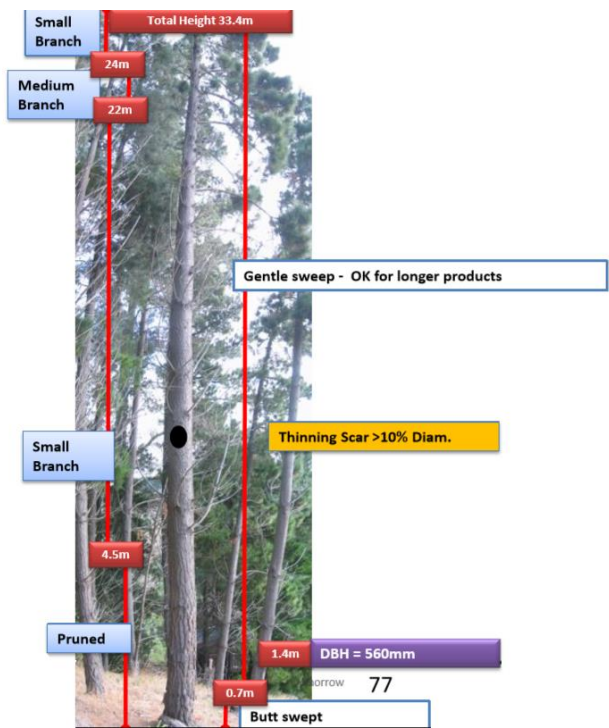 Small
Branch
Total Height 33.4m
24m
Medium
Branch
22m
Gentle sweep - OK for longer products
Thinning Scar >10% Diam.
Small
Branch
4.5m
Pruned
1.4m
DBH = 560mm
77
0.7m
Butt swept